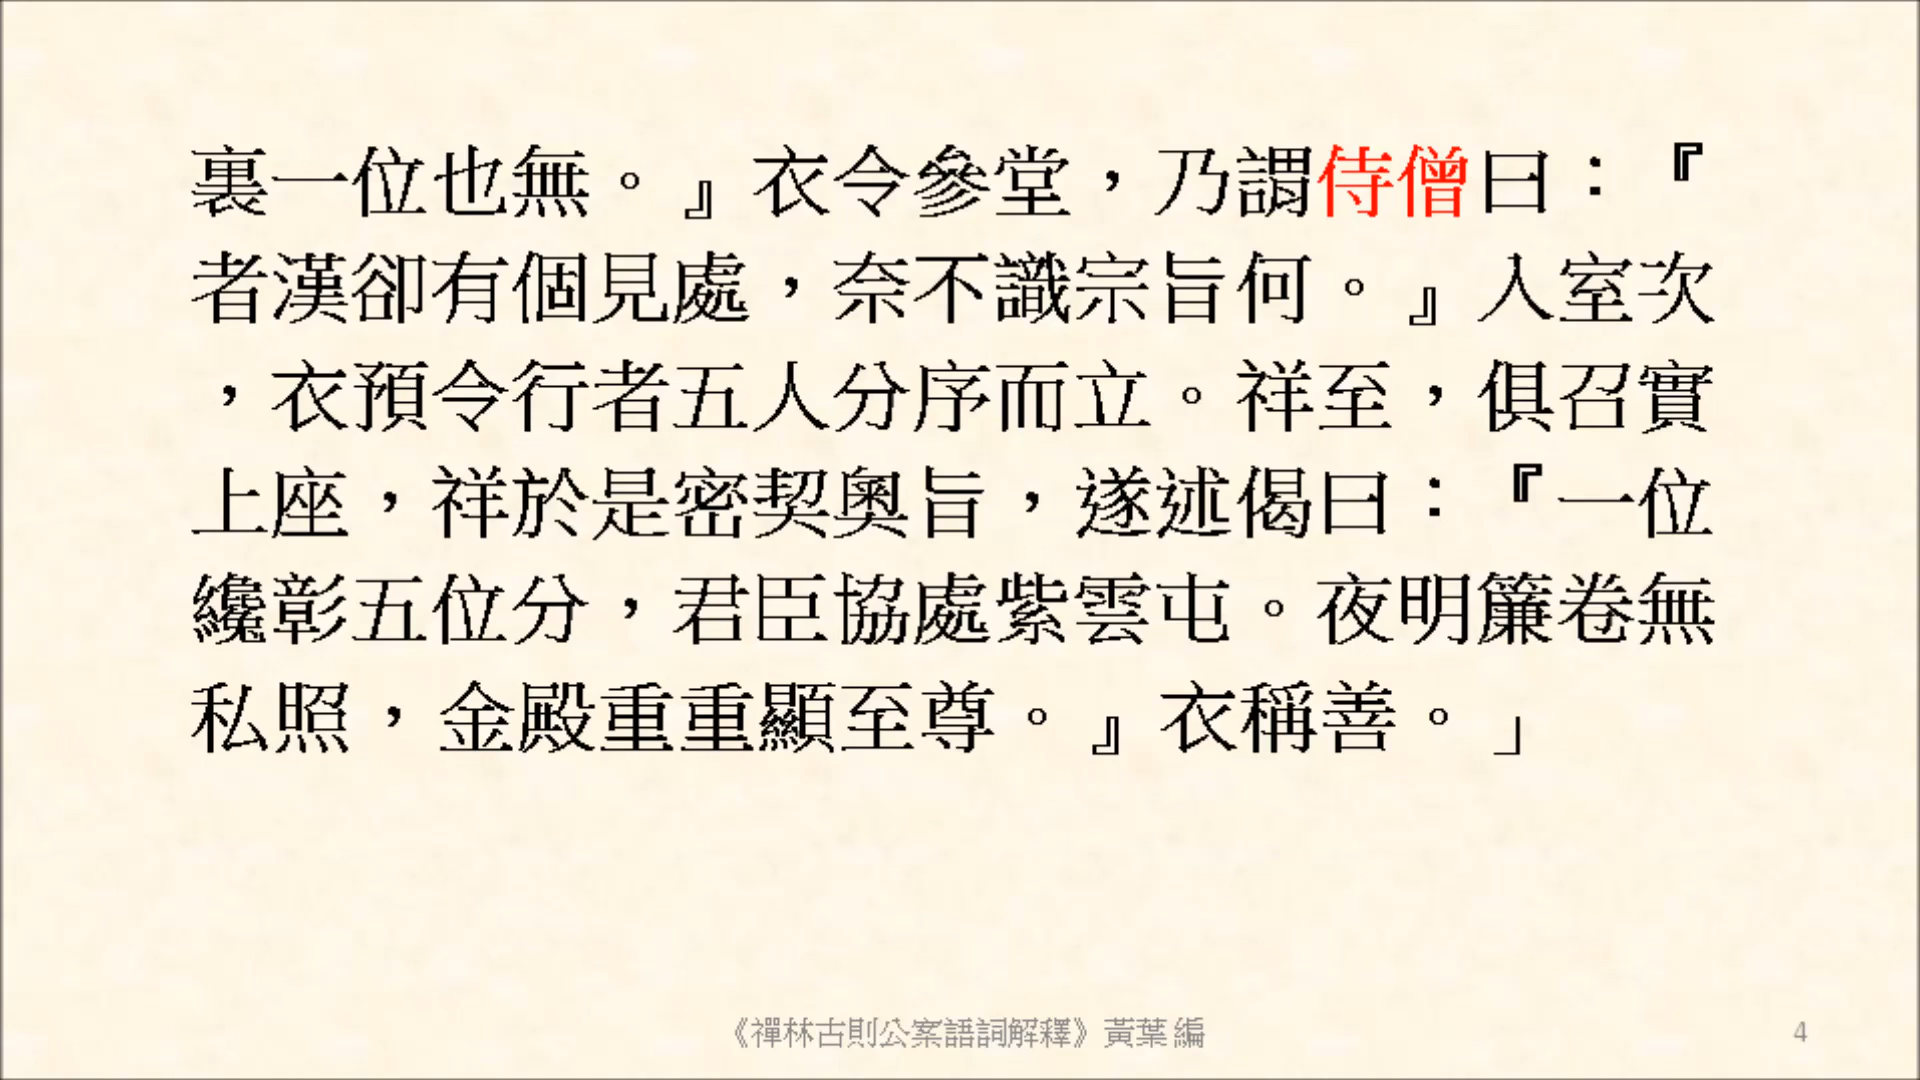 裏一位也無。』衣令參堂，乃謂侍僧曰：『
者漢卻有個見處，奈不識宗旨何。』入室次
，衣預令行者五人分序而立。祥至，俱召實
上座，祥於是密契奧旨，遂述偈曰：『一位
纔彰五位分，君臣協處紫雲屯。夜明簾卷無
私照，金殿重重顯至尊。』衣稱善。」
《禪林古則公案語詞解釋》黃葉 編
4